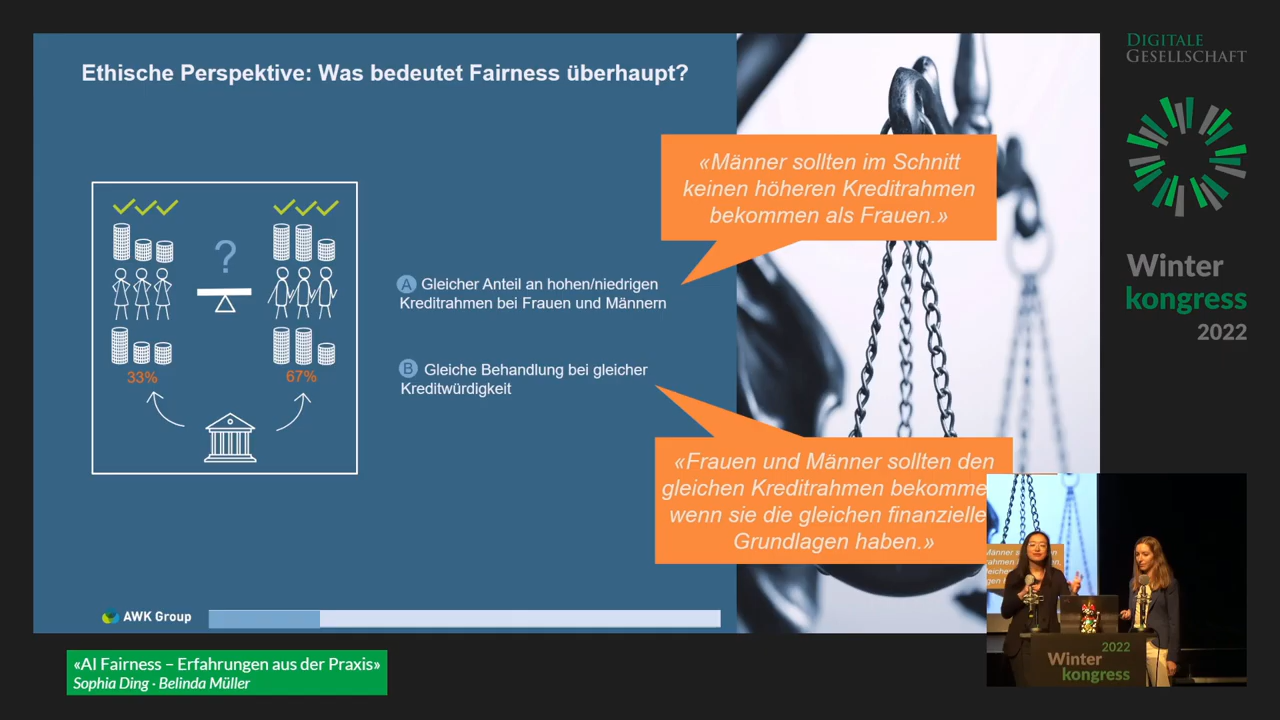 Ethische Perspektive: Was bedeutet Fairness überhaupt?
DIGITALE
GESELLSCHAFT
Winter
kongress
2022
«Männer sollten im Schnitt
keinen höheren Kreditrahmen
bekommen als Frauen.»
?
A Gleicher Anteil an hohen/niedrigen
Kreditrahmen bei Frauen und Männern
B Gleiche Behandlung bei gleicher
Kreditwürdigkeit
33%
67%
«Frauen und Männer sollten den
gleichen Kreditrahmen
wenn sie die gleichen
Grundlagen haben.»
AWK Group
«AI Fairness – Erfahrungen aus der Praxis»
Sophia Ding · Belinda Müller
2022
Winter
kongress